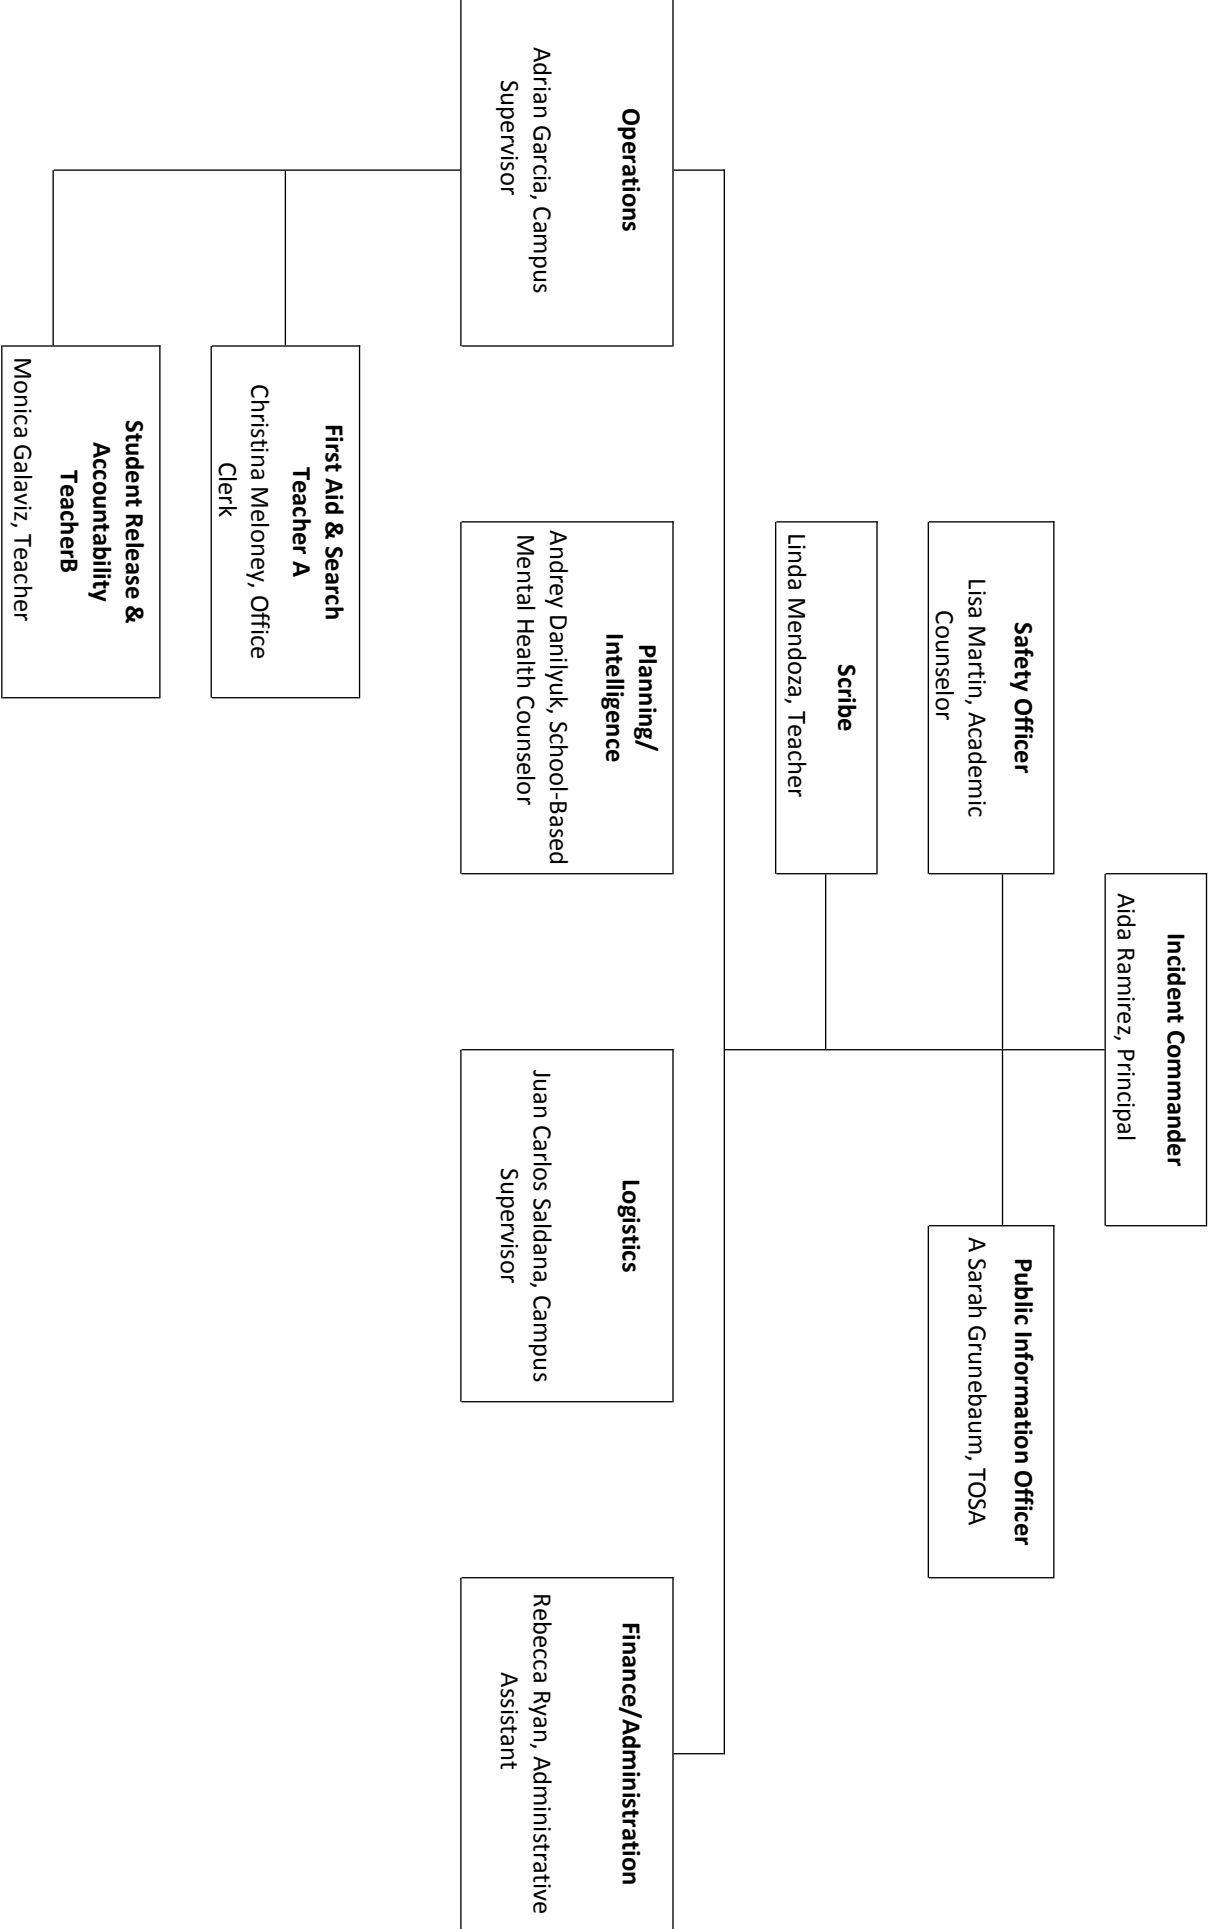 Incident Commander
Aida Ramirez, Principal
Safety Officer
Lisa Martin, Academic
Counselor
Public Information Officer
A Sarah Grunebaum, TOSA
Scribe
Linda Mendoza, Teacher
Operations
Adrian Garcia, Campus
Supervisor
Planning/
Intelligence
Andrey Danilyuk, School-Based
Mental Health Counselor
Logistics
Juan Carlos Saldana, Campus
Supervisor
Finance/Administration
Rebecca Ryan, Administrative
Assistant
First Aid & Search
Teacher A
Christina Meloney, Office
Clerk
Student Release &
Accountability
TeacherB
Monica Galaviz, Teacher